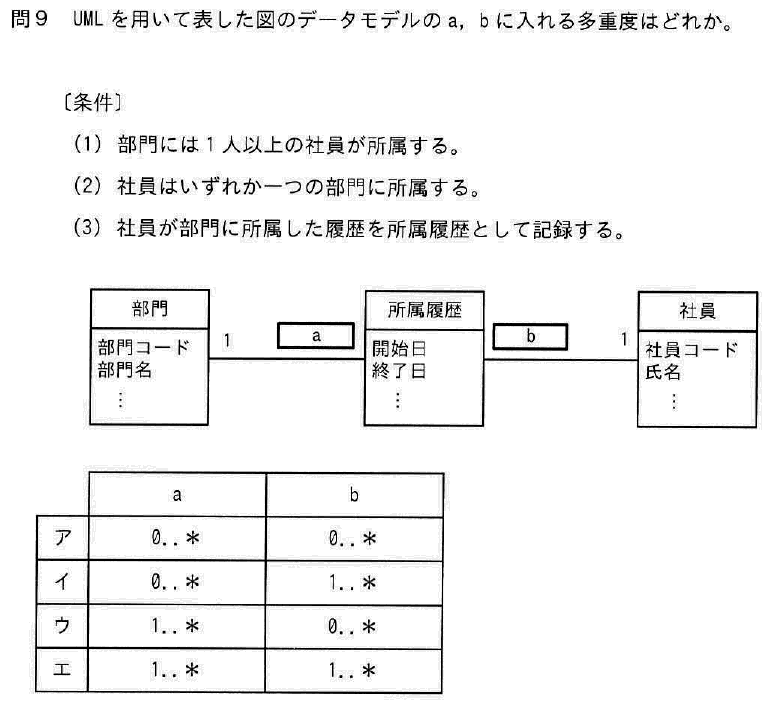 問9 UMLを用いて表した図のデータモデルのa,bに入れる多重度はどれか。
〔条件〕
(1) 部門には1人以上の社員が所属する。
(2) 社員はいずれか一つの部門に所属する。
(3) 社員が部門に所属した履歴を所属履歴として記録する。
部門
部門コード
部門名
⋮
1
a
所属履歴
開始日
終了日
⋮
b
1
社員
社員コード
氏名
⋮
a b
ア 0..* 0..*
イ 0..* 1..*
ウ 1..* 0..*
エ 1..* 1..*